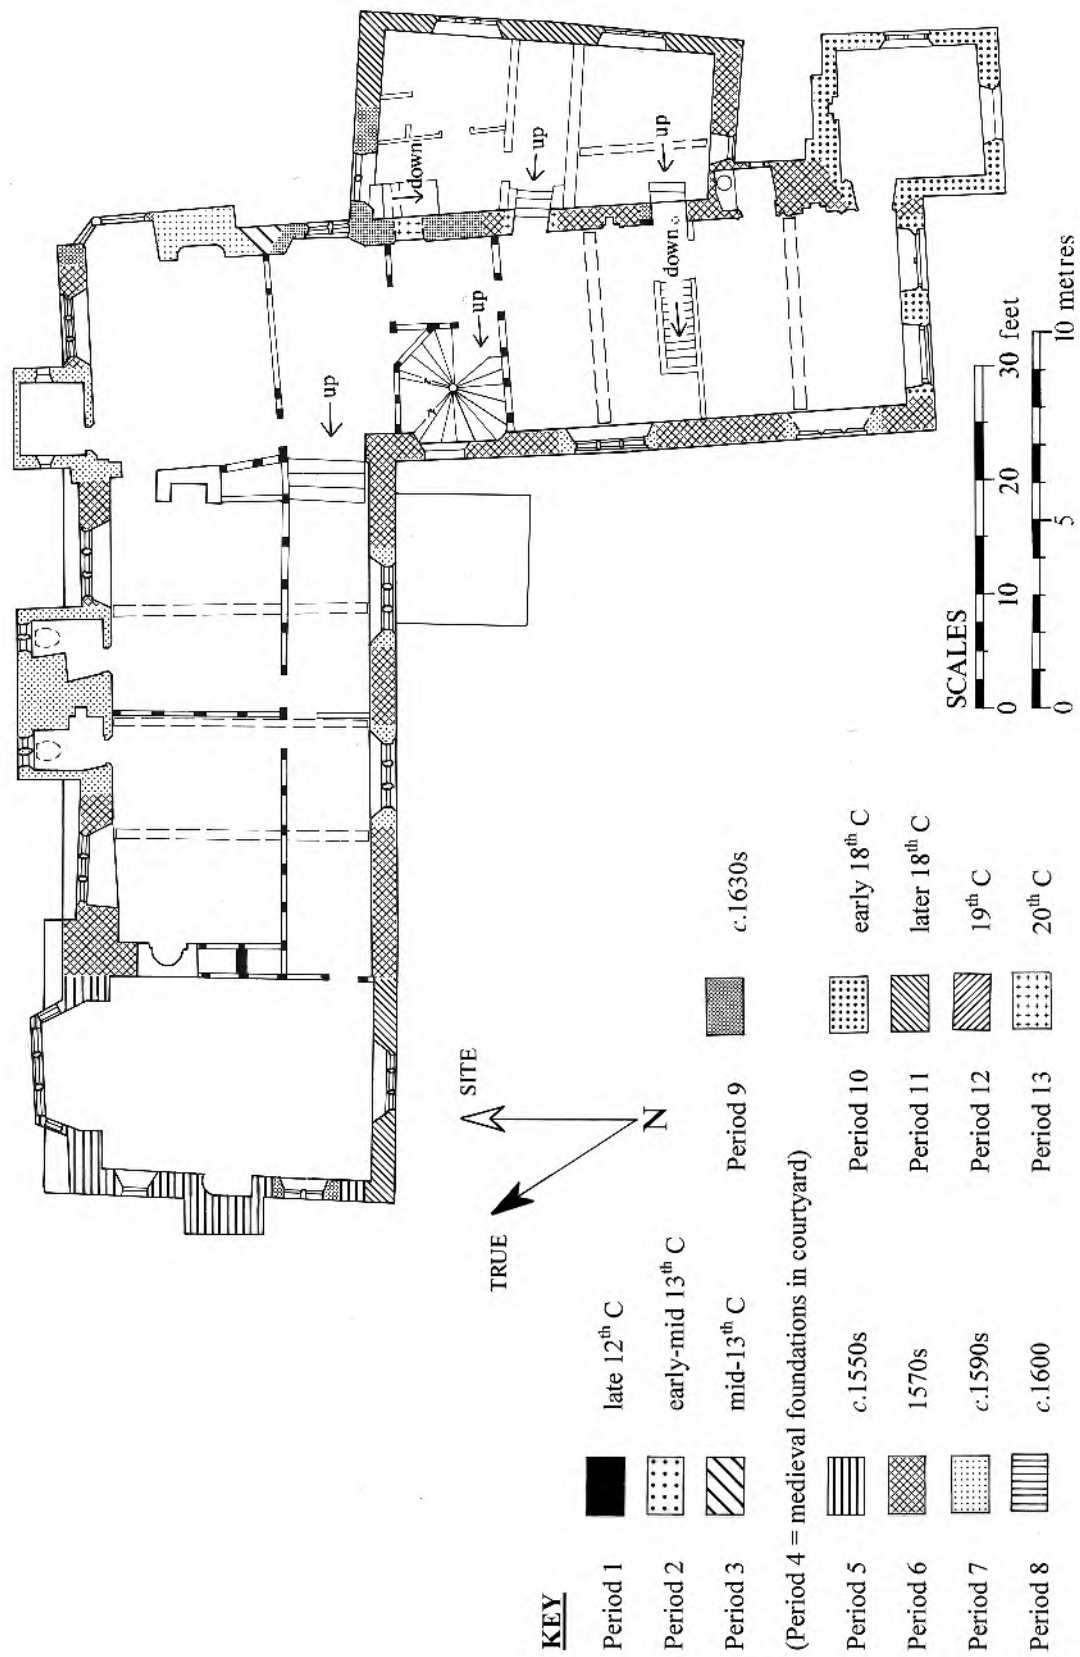 up
down
up
down
up
up
SITE
TRUE
N
SCALES
0 10 20 30 feet
0 5 10 metres
KEY
Period 1 late 12th C
Period 2 early-mid 13th C
Period 3 mid-13th C
(Period 4 = medieval foundations in courtyard)
Period 5 c.1550s
Period 6 1570s
Period 7 c.1590s
Period 8 c.1600
Period 9 c.1630s
Period 10 early 18th C
Period 11 later 18th C
Period 12 19th C
Period 13 20th C